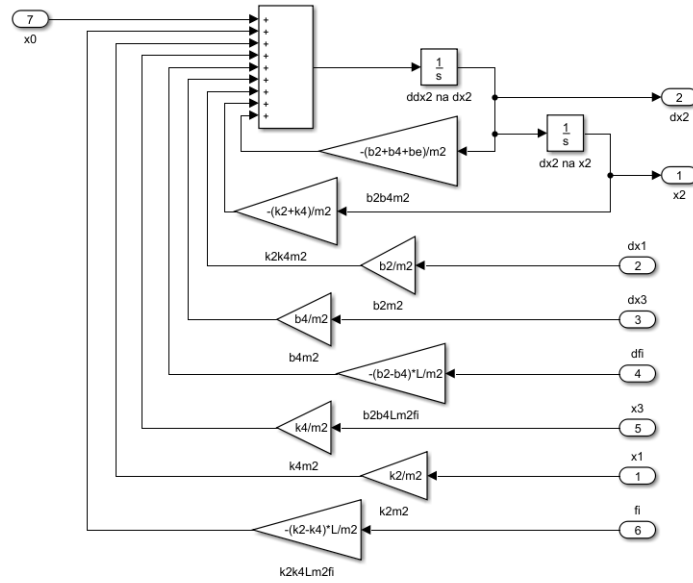 7
x0
+
+
+
+
+
+
+
+
+
1
s
ddx2 na dx2
2
dx2
1
s
dx2 na x2
-(b2+b4+be)/m2
1
x2
-(k2+k4)/m2
b2b4m2
dx1
k2k4m2
b2/m2
2
dx3
b4/m2
b2m2
3
dfi
b4m2
-(b2-b4)*L/m2
4
x3
k4/m2
b2b4Lm2fi
5
x1
k4m2
k2/m2
1
fi
k2m2
-(k2-k4)*L/m2
6
k2k4Lm2fi